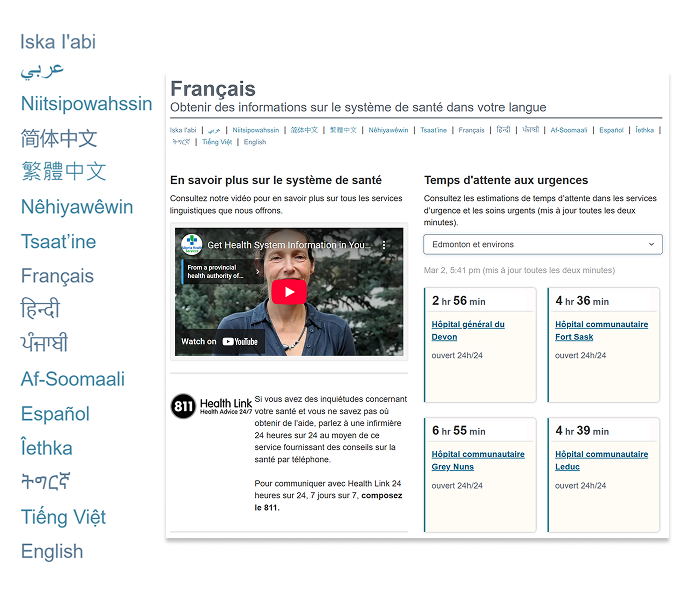 Iska I'abi
عربي
Niitsipowahssin
简体中文
繁體中文
Nêhiyawêwin
Tsaat'ine
Français
हिन्दी
ਪੰਜਾਬੀ
Af-Soomaali
Español
Îethka
ትግርኛ
Tiếng Việt
English
Français
Obtenir des informations sur le système de santé dans votre langue
Iska I'abi | عربي | Niitsipowahssin | 简体中文 | 繁體中文 | Nêhiyawêwin | Tsaat'ine | Français | हिन्दी | ਪੰਜਾਬੀ | Af-Soomaali | Español | Îethka |
ትግርኛ | Tiếng Việt | English
En savoir plus sur le système de santé
Consultez notre vidéo pour en savoir plus sur tous les services
linguistiques que nous offrons.
Get Health System Information in You...
From a provincial
health authority of...
Watch on YouTube
811 Health Link
Health Advice 24/7
Si vous avez des inquiétudes concernant
votre santé et vous ne savez pas où
obtenir de l'aide, parlez à une infirmière
24 heures sur 24 au moyen de ce
service fournissant des conseils sur la
santé par téléphone.
Pour communiquer avec Health Link 24
heures sur 24, 7 jours sur 7, composez
le 811.
Temps d'attente aux urgences
Consultez les estimations de temps d'attente dans les services
d'urgence et les soins urgents (mis à jour toutes les deux
minutes).
Edmonton et environs
Mar 2, 5:41 pm (mis à jour toutes les deux minutes)
2 hr 56 min
Hôpital général du
Devon
ouvert 24h/24
4 hr 36 min
Hôpital communautaire
Fort Sask
ouvert 24h/24
6 hr 55 min
Hôpital communautaire
Grey Nuns
ouvert 24h/24
4 hr 39 min
Hôpital communautaire
Leduc
ouvert 24h/24